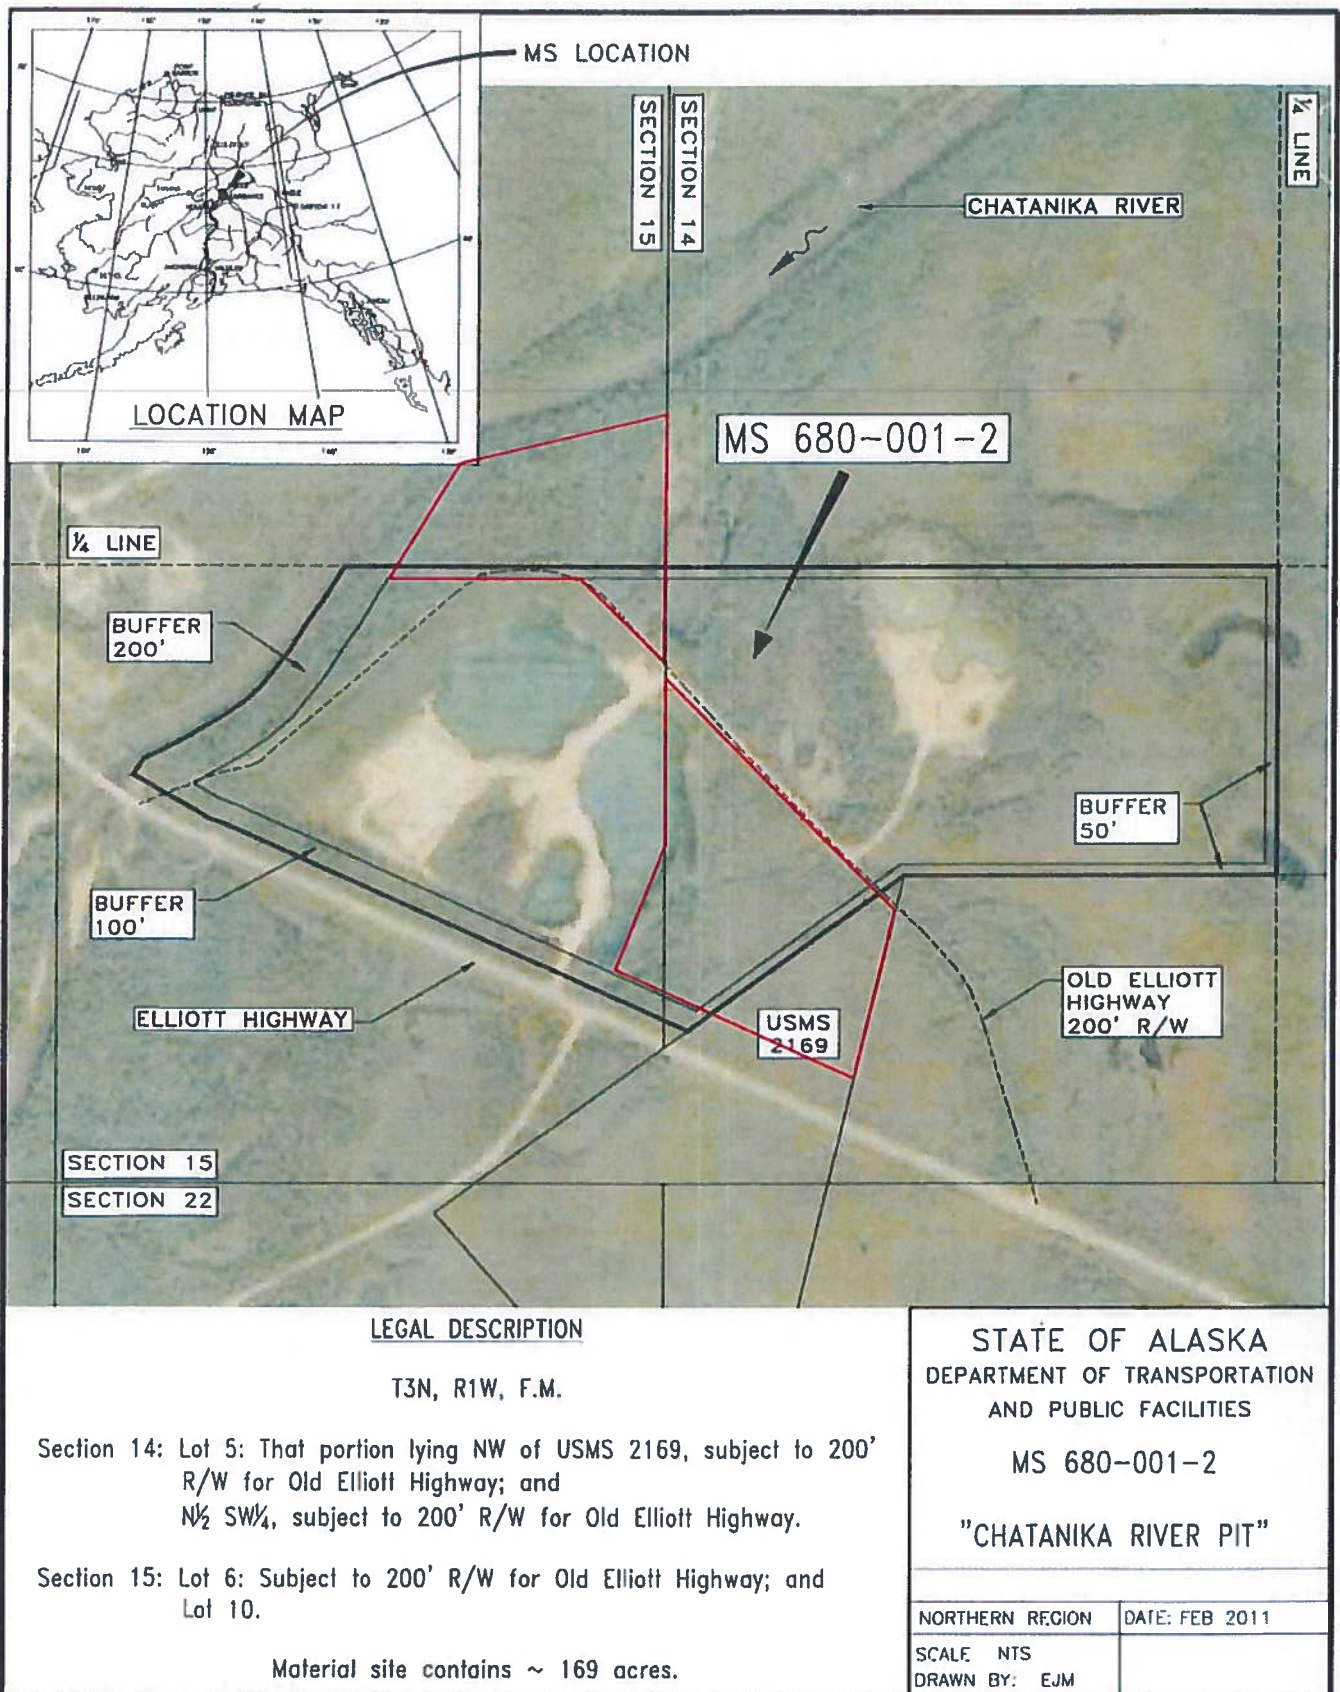 MS LOCATION
LOCATION MAP
SECTION 15
SECTION 14
¼ LINE
CHATANIKA RIVER
MS 680-001-2
¼ LINE
BUFFER
200'
BUFFER
50'
BUFFER
100'
ELLIOTT HIGHWAY
OLD ELLIOTT
HIGHWAY
200' R/W
USMS
2169
SECTION 15
SECTION 22
LEGAL DESCRIPTION
T3N, R1W, F.M.
Section 14: Lot 5: That portion lying NW of USMS 2169, subject to 200'
R/W for Old Elliott Highway; and
N½ SW¼, subject to 200' R/W for Old Elliott Highway.
Section 15: Lot 6: Subject to 200' R/W for Old Elliott Highway; and
Lot 10.
Material site contains ~ 169 acres.
STATE OF ALASKA
DEPARTMENT OF TRANSPORTATION
AND PUBLIC FACILITIES
MS 680-001-2
"CHATANIKA RIVER PIT"
NORTHERN REGION
DATE: FEB 2011
SCALE NTS
DRAWN BY: EJM